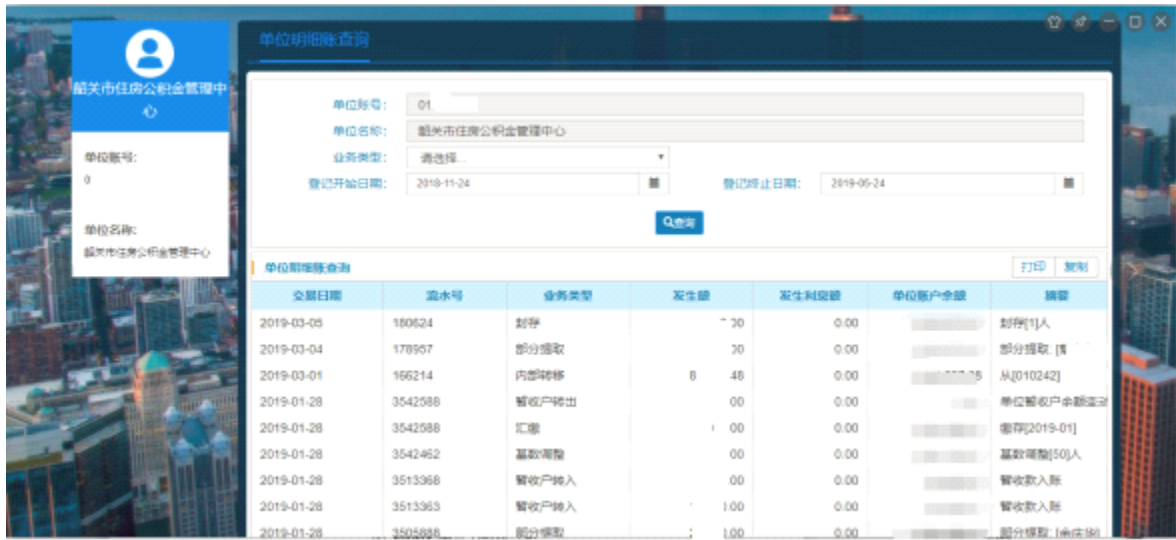 单位明细账查询
韶关市住房公积金管理中
心
单位账号:
0
单位名称:
韶关市住房公积金管理中心
单位账号: 01
单位名称: 韶关市住房公积金管理中心
业务类型: 请选择...
登记开始日期: 2018-11-24 登记终止日期: 2019-05-24
查询
单位明细账查询 打印 复制
交易日期 流水号 业务类型 发生额 发生利息额 单位账户余额 摘要
2019-03-05 180624 封存 00 0.00 封存[1]人
2019-03-04 178957 部分提取 00 0.00 部分提取: [
2019-03-01 166214 内部转移 8 48 0.00 从[010242]
2019-01-28 3542588 暂收户转出 00 0.00 单位暂收户余额变动
2019-01-28 3542588 汇缴 00 0.00 缴存[2019-01]
2019-01-28 3542462 基数调整 00 0.00 基数调整[50]人
2019-01-28 3513368 暂收户转入 00 0.00 暂收款入账
2019-01-28 3513363 暂收户转入 00 0.00 暂收款入账
2019-01-28 3505888 部分提取 00 0.00 部分提取: [